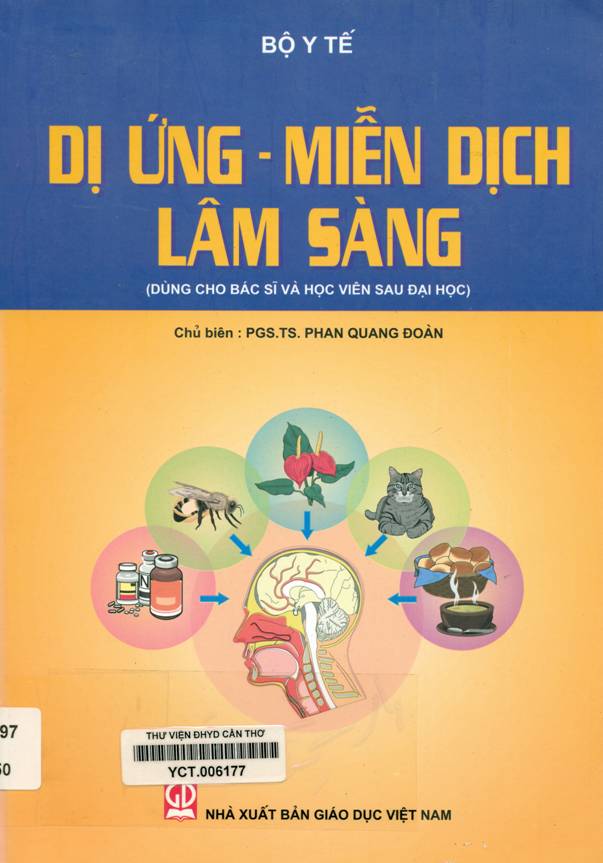 BỘ Y TẾ
DỊ ỨNG - MIỄN DỊCH
LÂM SÀNG
(DÙNG CHO BÁC SĨ VÀ HỌC VIÊN SAU ĐẠI HỌC)
Chủ biên : PGS.TS. PHAN QUANG ĐOÀN
97
50
THƯ VIỆN ĐHYD CẦN THƠ
YCT.006177
GD
NHÀ XUẤT BẢN GIÁO DỤC VIỆT NAM